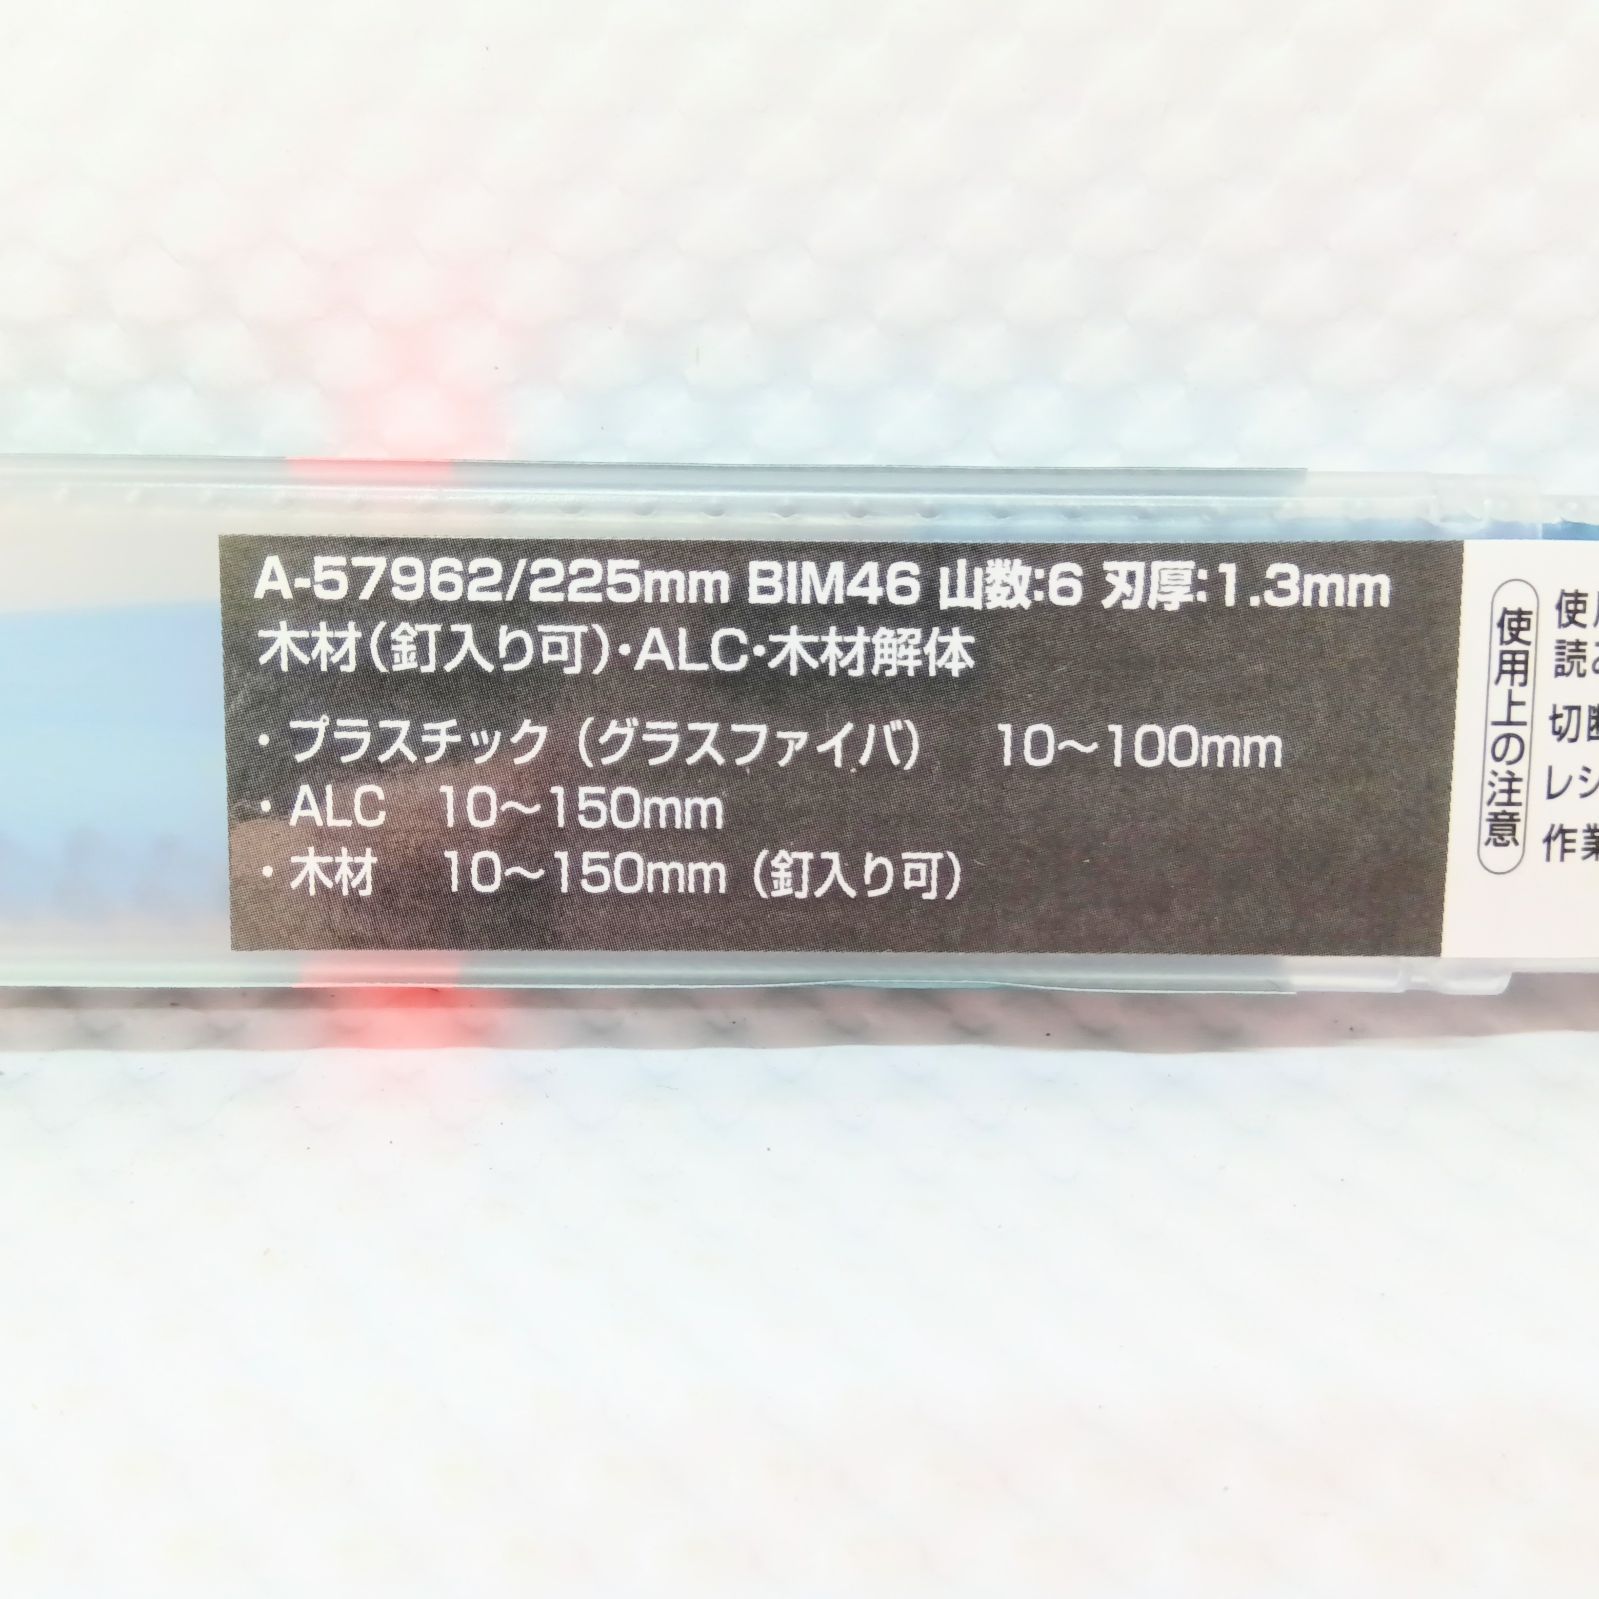 A-57962/225mm BIM46 山数:6 刃厚:1.3mm
木材(釘入り可)・ALC・木材解体
・プラスチック（グラスファイバ）　10～100mm
・ALC　10～150mm
・木材　10～150mm（釘入り可）
使用上の注意
使
読
切
レシ
作業